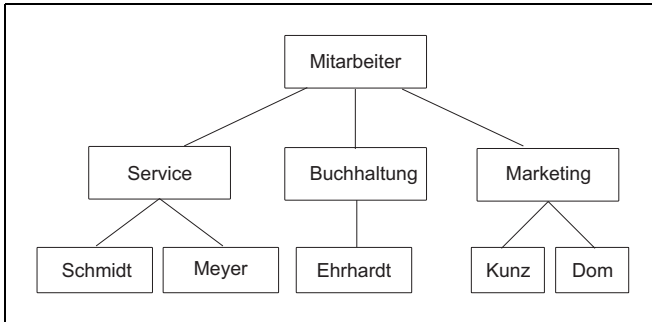 Mitarbeiter
Service Buchhaltung Marketing
Schmidt Meyer Ehrhardt Kunz Dom